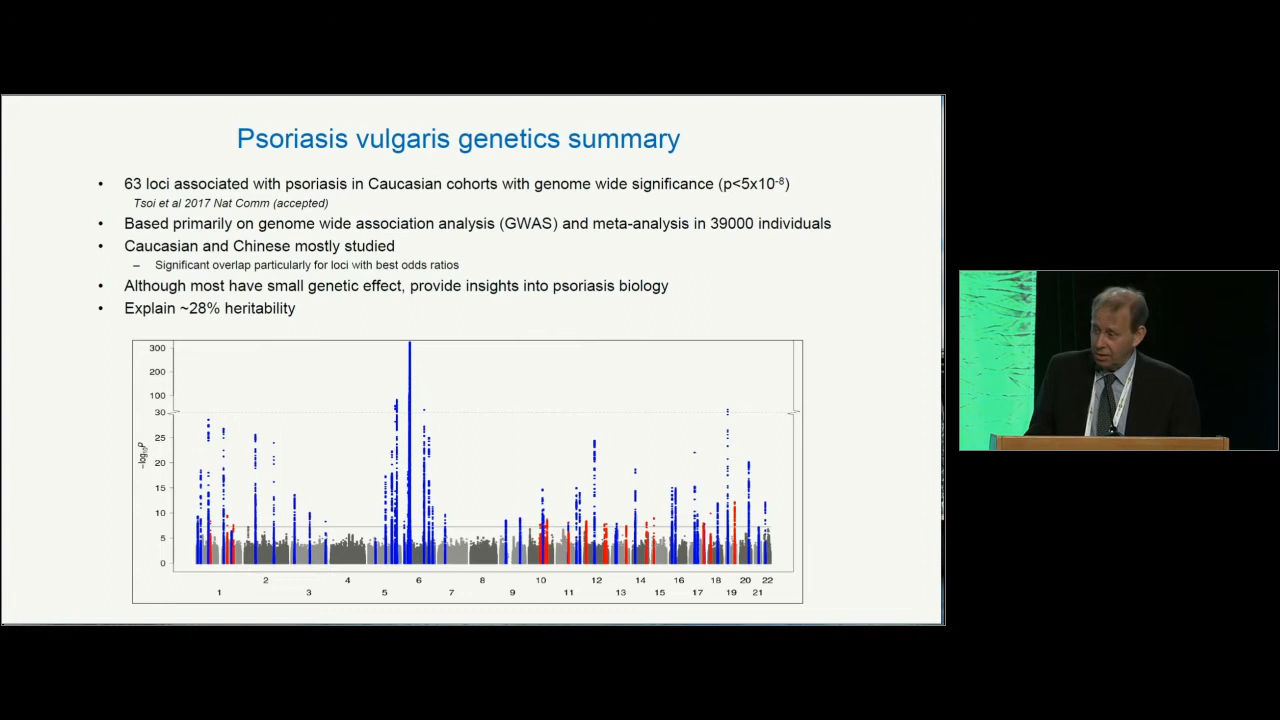 Psoriasis vulgaris genetics summary
• 63 loci associated with psoriasis in Caucasian cohorts with genome wide significance (p<5x10⁻⁸)
Tsoi et al 2017 Nat Comm (accepted)
• Based primarily on genome wide association analysis (GWAS) and meta-analysis in 39000 individuals
• Caucasian and Chinese mostly studied
– Significant overlap particularly for loci with best odds ratios
• Although most have small genetic effect, provide insights into psoriasis biology
• Explain ~28% heritability
300
200
100
30
25
20
15
10
5
0
−log₁₀P
2 4 6 8 10 12 14 16 18 20 22
1 3 5 7 9 11 13 15 17 19 21